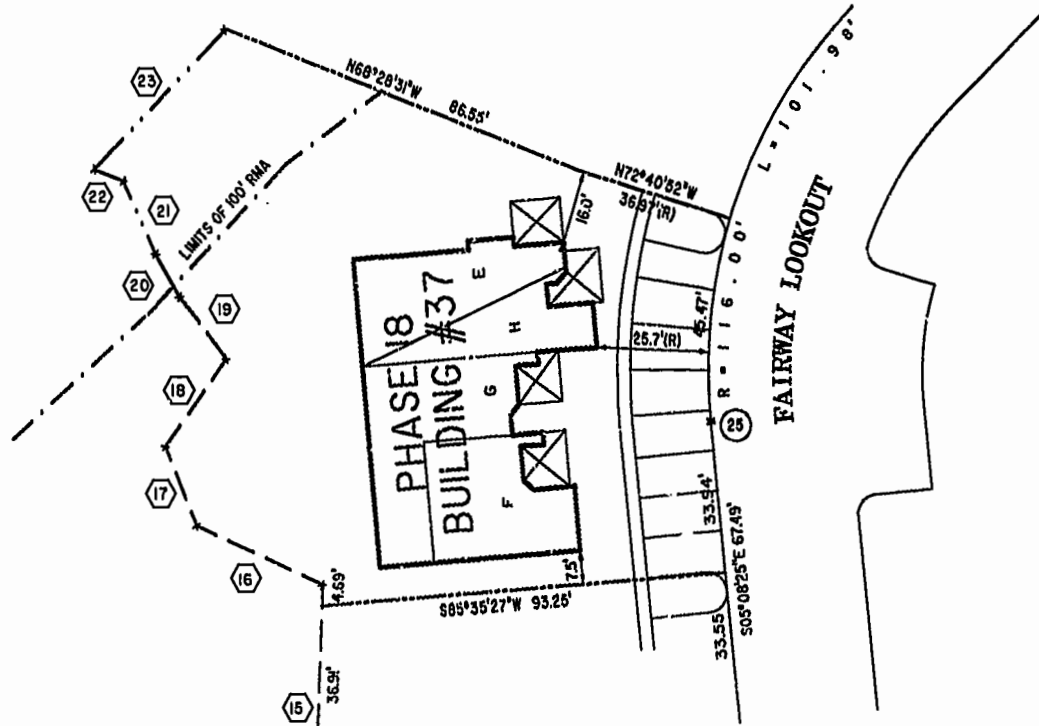 23
N68°28'31"W
86.55'
L = 101.98'
22
21
LIMITS OF 100' RMA
N72°40'52"W
36.97'(R)
16.0'
20
19
E
PHASE 18
BUILDING #37
H
G
F
18
17
16
25.7'(R)
45.47'
R = 116.00'
FAIRWAY LOOKOUT
25
33.94'
S05°08'25"E 67.49'
33.55'
7.5'
4.69'
S85°35'27"W 93.25'
15
36.91'